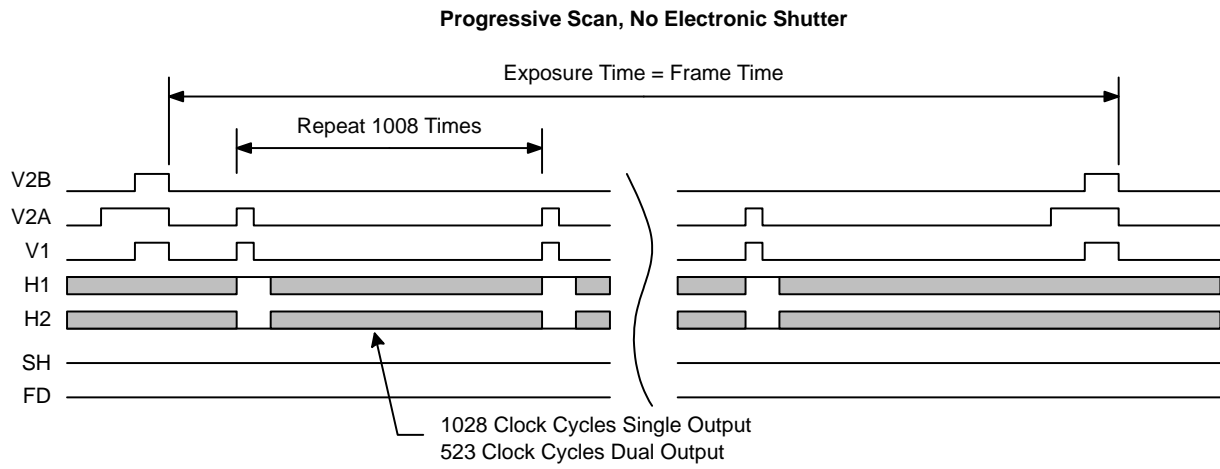 Progressive Scan, No Electronic Shutter
Exposure Time = Frame Time
Repeat 1008 Times
V2B
V2A
V1
H1
H2
SH
FD
1028 Clock Cycles Single Output
523 Clock Cycles Dual Output